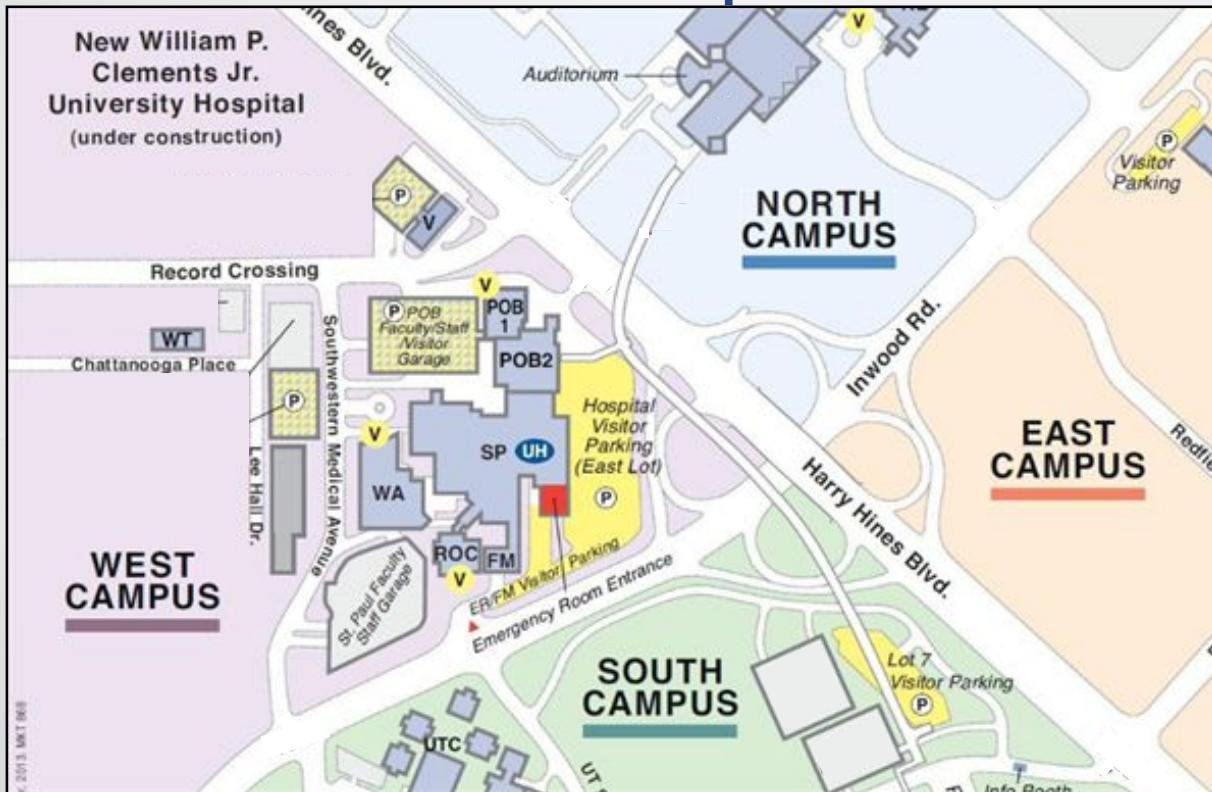 New William P.
Clements Jr.
University Hospital
(under construction)
Hines Blvd.
Auditorium
V
P
Visitor
Parking
P
V
NORTH
CAMPUS
Record Crossing
V
P
POB
Faculty/Staff
/Visitor
Garage
POB
1
POB2
WT
Chattanooga Place
Southwestern Medical Avenue
Inwood Rd.
P
Hospital
Visitor
Parking
(East Lot)
P
V
SP
UH
WA
EAST
CAMPUS
Lee Hall Dr.
Harry Hines Blvd.
ROC
FM
V
WEST
CAMPUS
St. Paul Faculty
Staff Garage
ER/FM Visitor Parking
Emergency Room Entrance
SOUTH
CAMPUS
Lot 7
Visitor Parking
P
UTC
Info Booth
2013. MKT 868